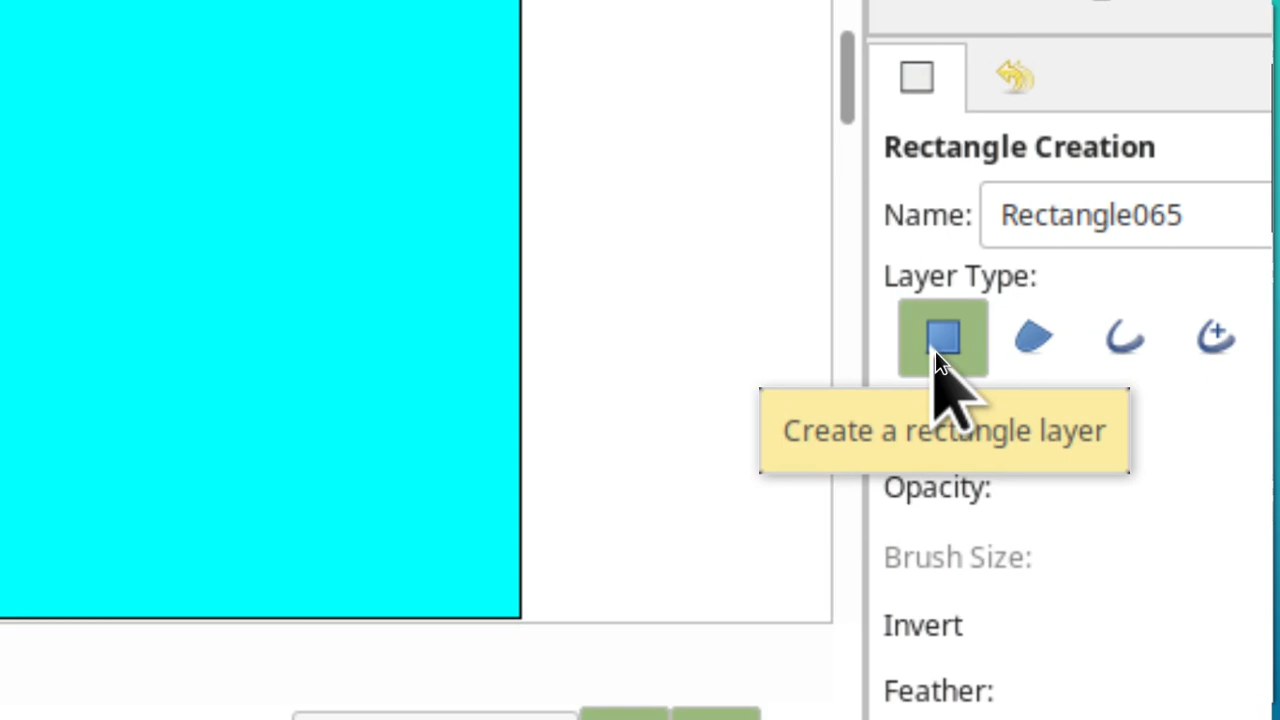 Rectangle Creation
Name: Rectangle065
Layer Type:
Create a rectangle layer
Opacity:
Brush Size:
Invert
Feather: